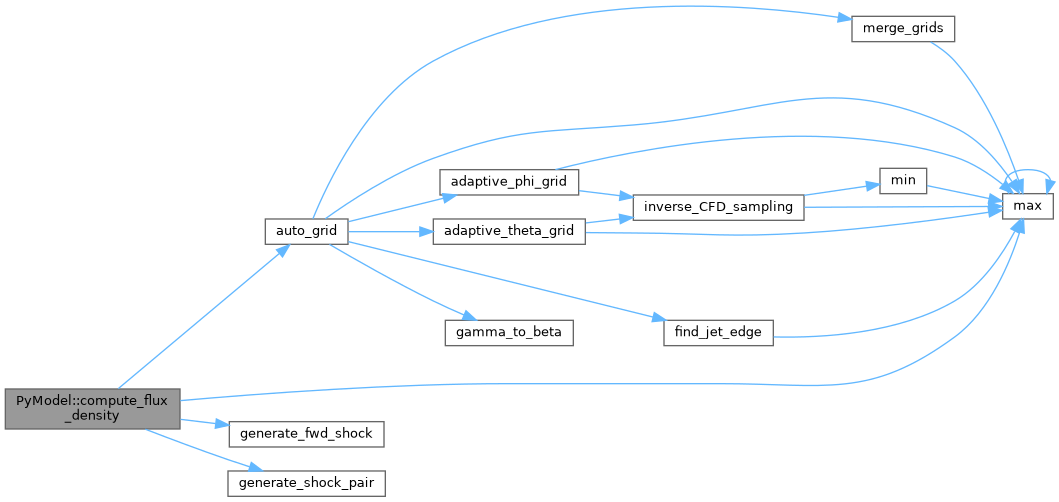 merge_grids
min
adaptive_phi_grid
max
inverse_CFD_sampling
auto_grid
adaptive_theta_grid
gamma_to_beta
find_jet_edge
PyModel::compute_flux
_density
generate_fwd_shock
generate_shock_pair